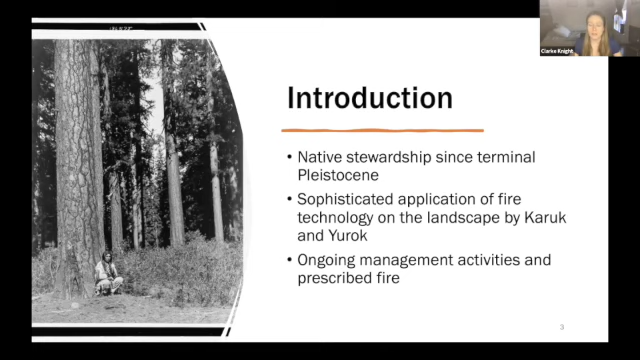 Clarke Knight
Introduction
• Native stewardship since terminal
Pleistocene
• Sophisticated application of fire
technology on the landscape by Karuk
and Yurok
• Ongoing management activities and
prescribed fire
3